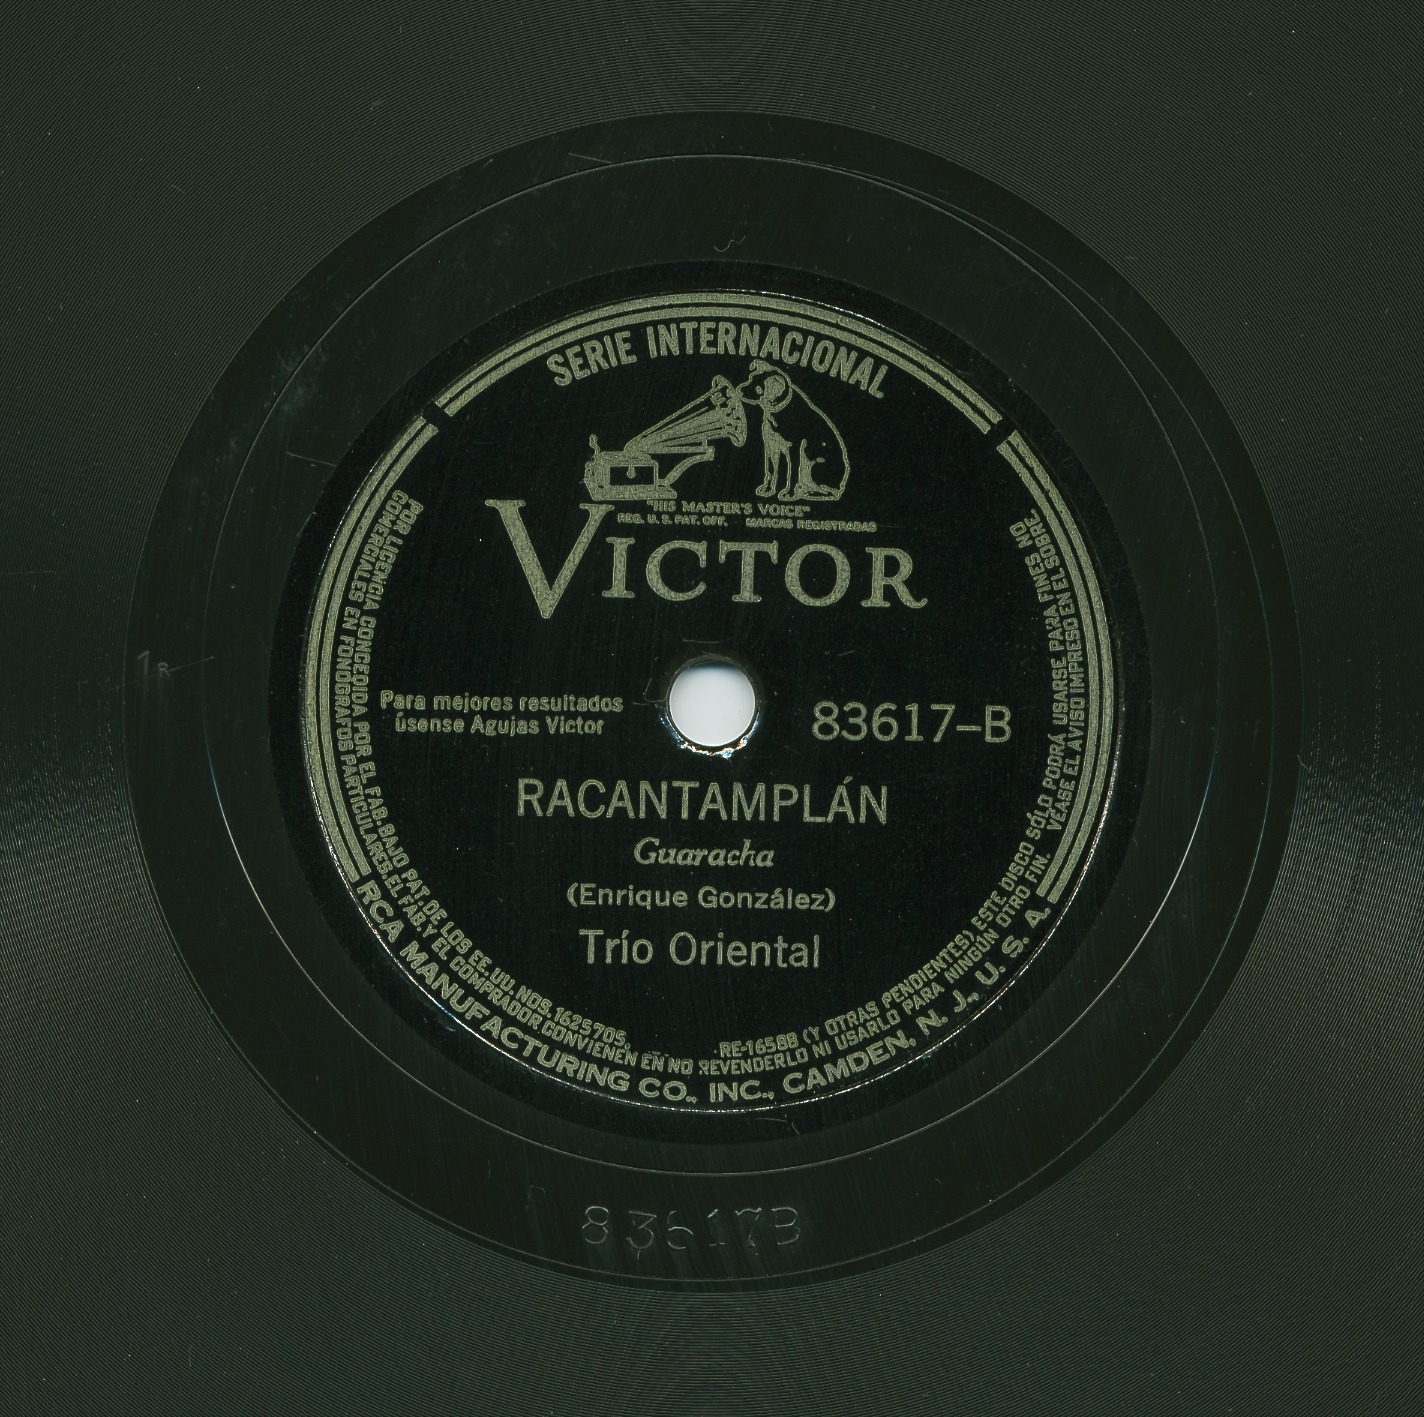 SERIE INTERNACIONAL
"HIS MASTER'S VOICE"
REG. U. S. PAT. OFF. MARCAS REGISTRADAS
VICTOR
Para mejores resultados
úsense Agujas Victor
83617-B
RACANTAMPLÁN
Guaracha
(Enrique González)
Trío Oriental
POR LICENCIA CONCEDIDA POR EL FAB. BAJO PAT. DE LOS EE. UU. NOS. 1625705, RE-16588 (Y OTRAS PENDIENTES) ESTE DISCO SÓLO PODRÁ USARSE PARA FINES NO
COMERCIALES EN FONÓGRAFOS PARTICULARES. EL FAB. Y EL COMPRADOR CONVIENEN EN NO REVENDERLO NI USARLO PARA NINGÚN OTRO FIN. VÉASE EL AVISO IMPRESO EN EL SOBRE.
RCA MANUFACTURING CO., INC., CAMDEN, N. J., U. S. A.
83617B